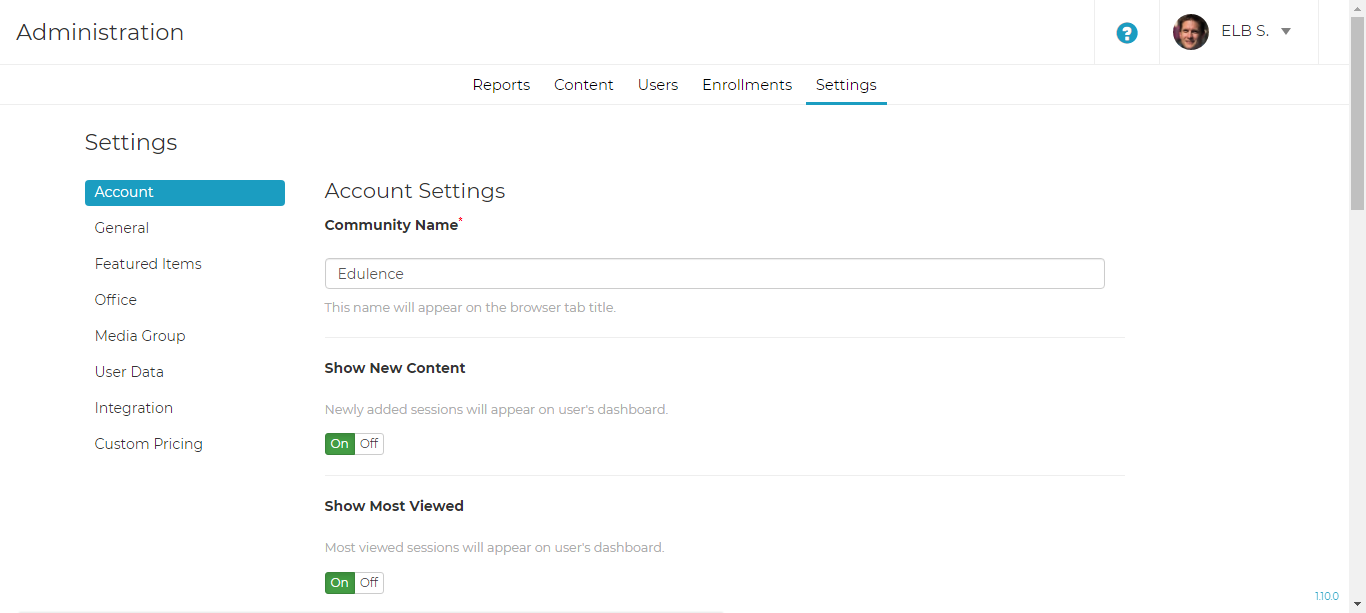 Administration
?
ELB S.
Reports Content Users Enrollments Settings
Settings
Account
General
Featured Items
Office
Media Group
User Data
Integration
Custom Pricing
Account Settings
Community Name*
Edulence
This name will appear on the browser tab title.
Show New Content
Newly added sessions will appear on user's dashboard.
On Off
Show Most Viewed
Most viewed sessions will appear on user's dashboard.
On Off
1.10.0